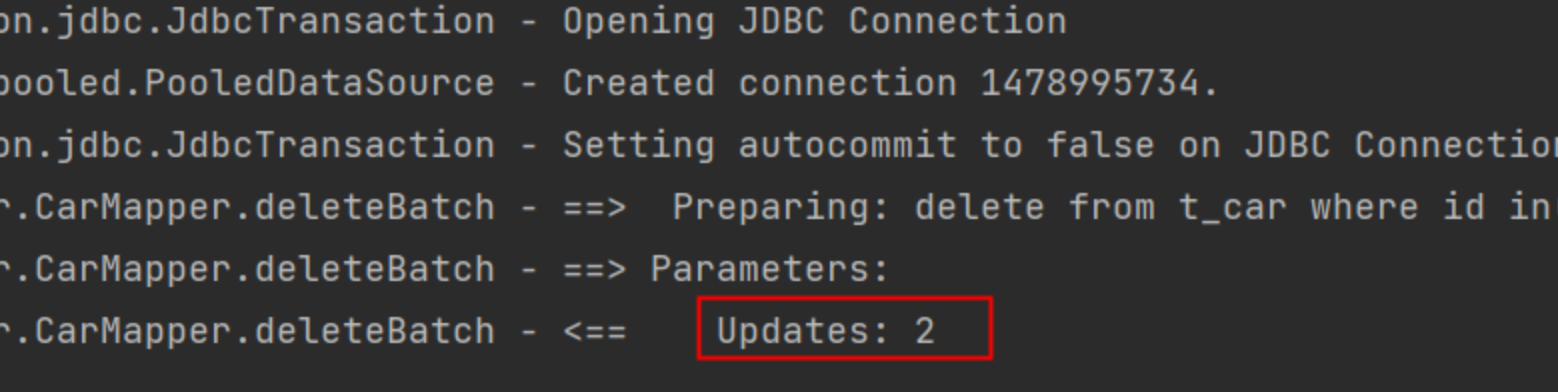 on.jdbc.JdbcTransaction - Opening JDBC Connection
pooled.PooledDataSource - Created connection 1478995734.
on.jdbc.JdbcTransaction - Setting autocommit to false on JDBC Connection
r.CarMapper.deleteBatch - ==>  Preparing: delete from t_car where id in
r.CarMapper.deleteBatch - ==> Parameters:
r.CarMapper.deleteBatch - <==    Updates: 2